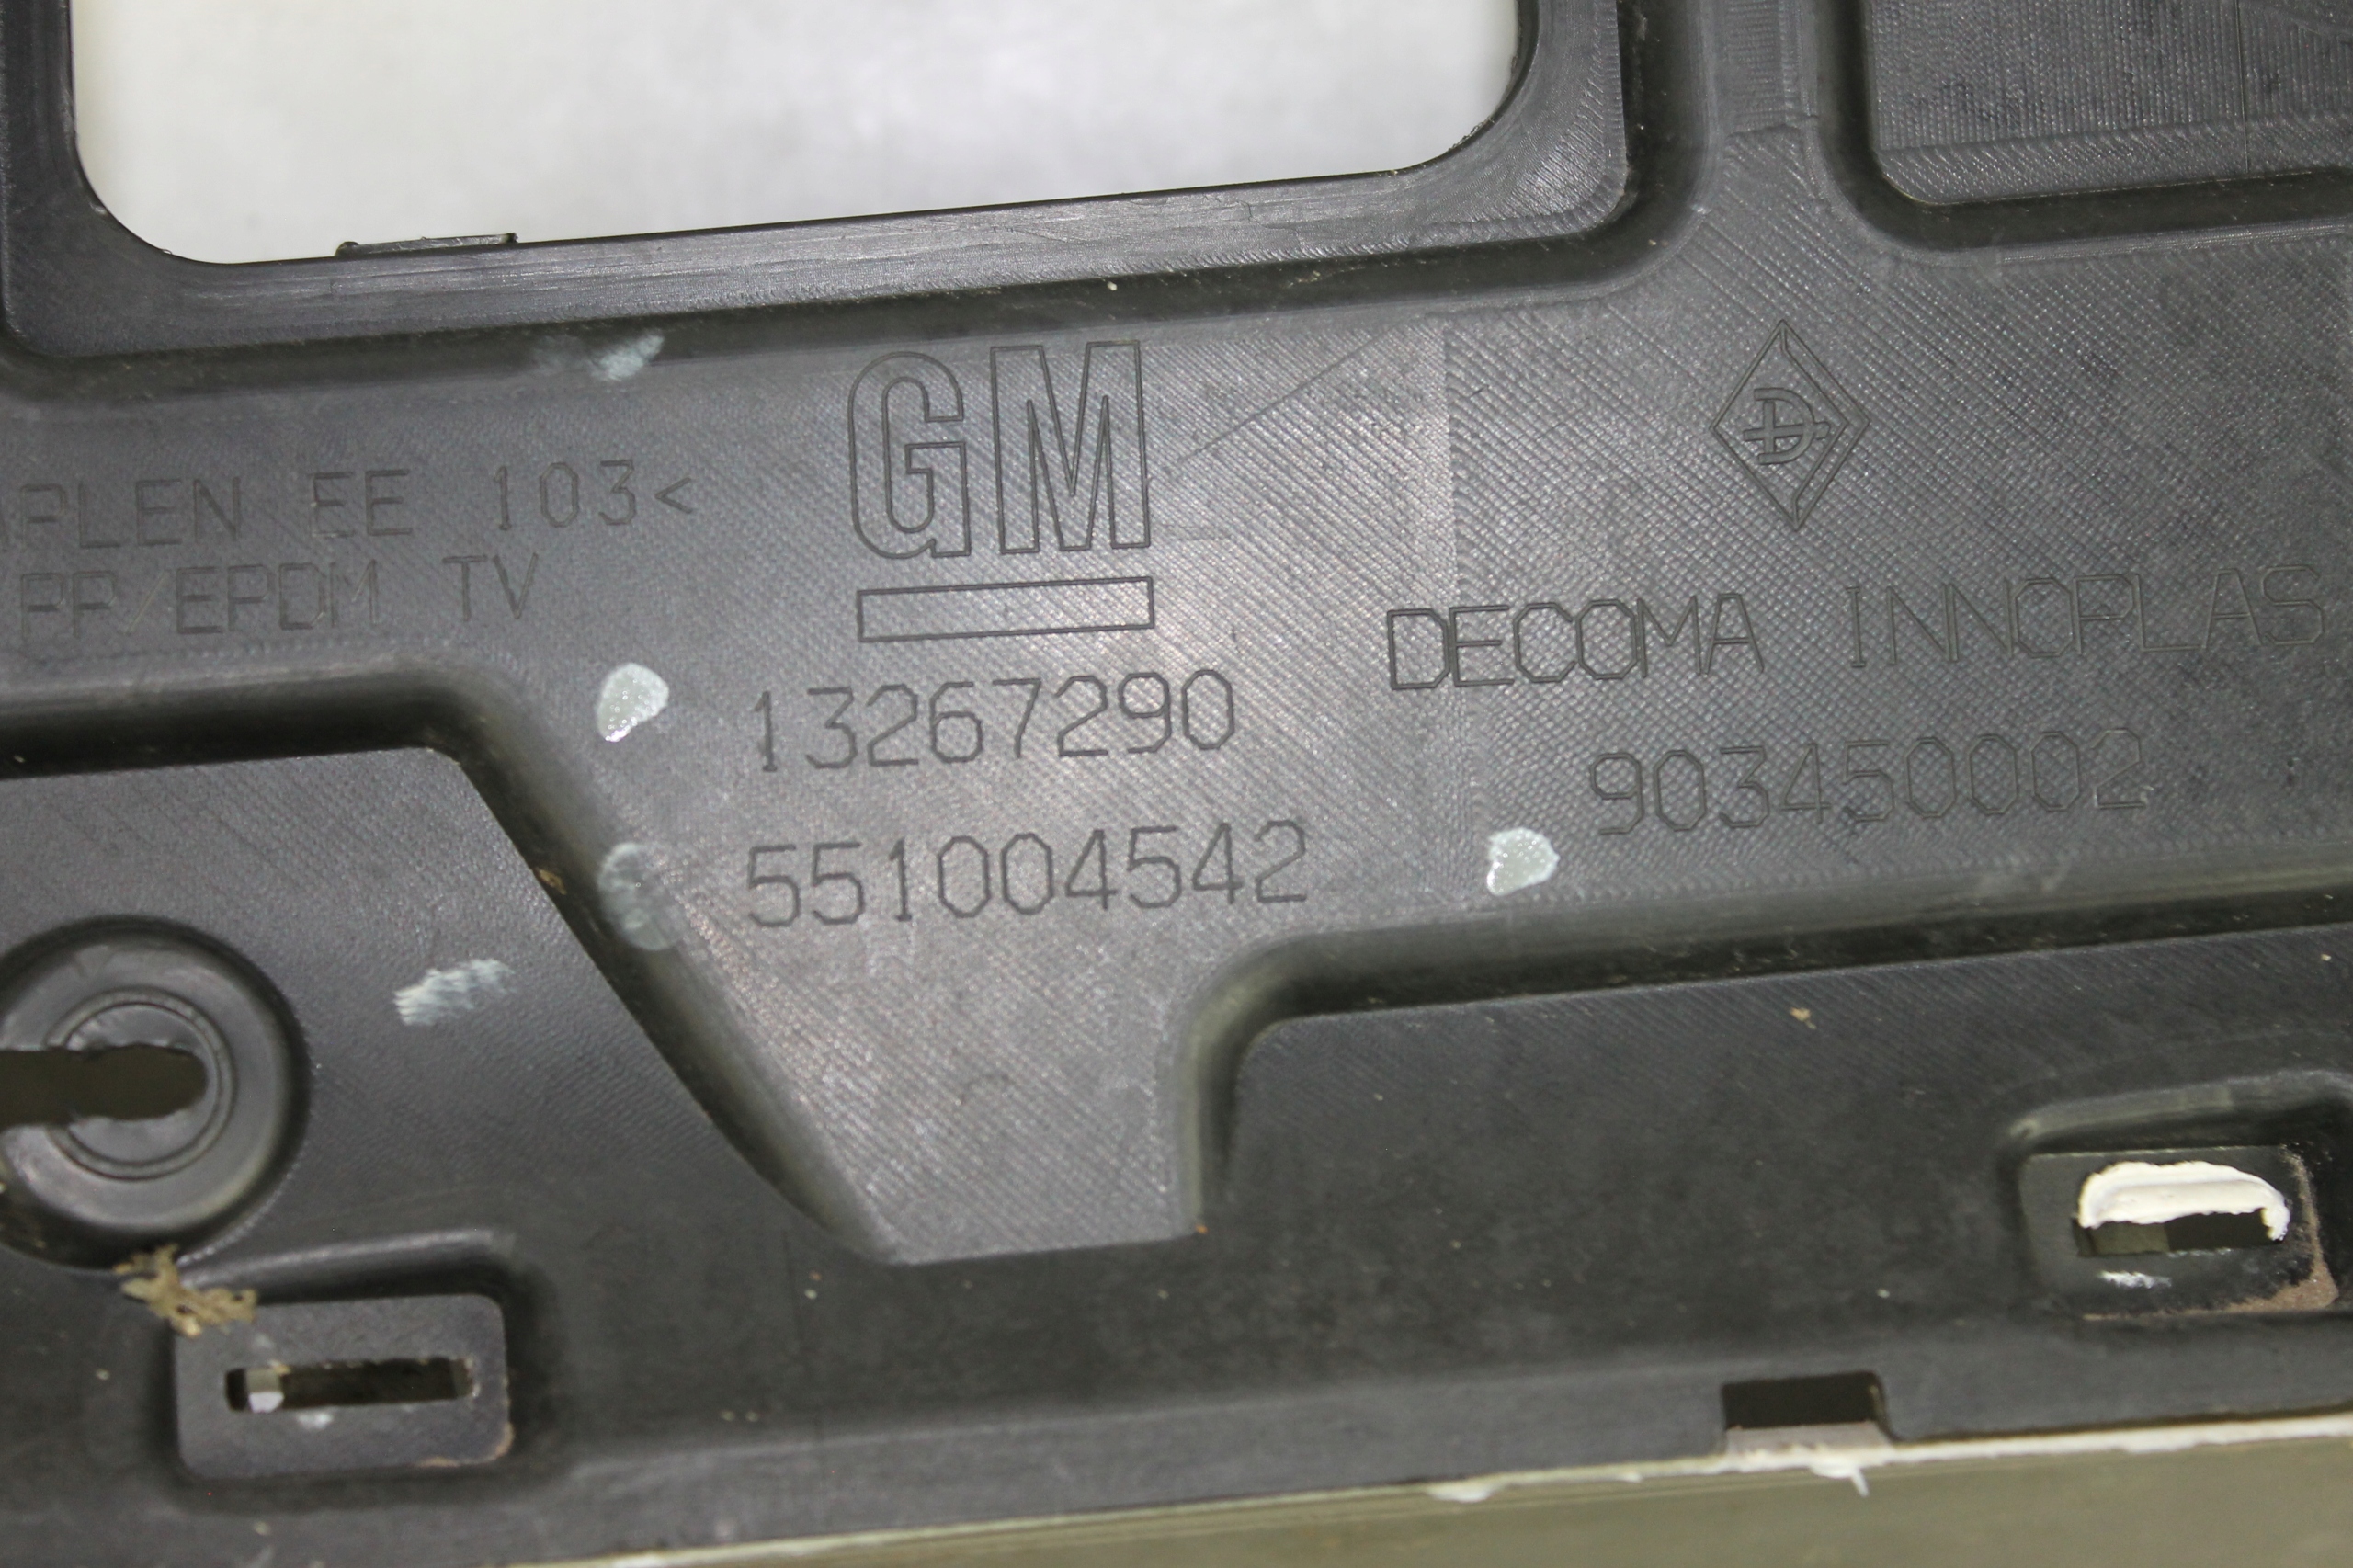 APLEN EE 103<
PP/EPDM TV
GM
13267290
551004542
DECOMA INNOPLAS
903450002